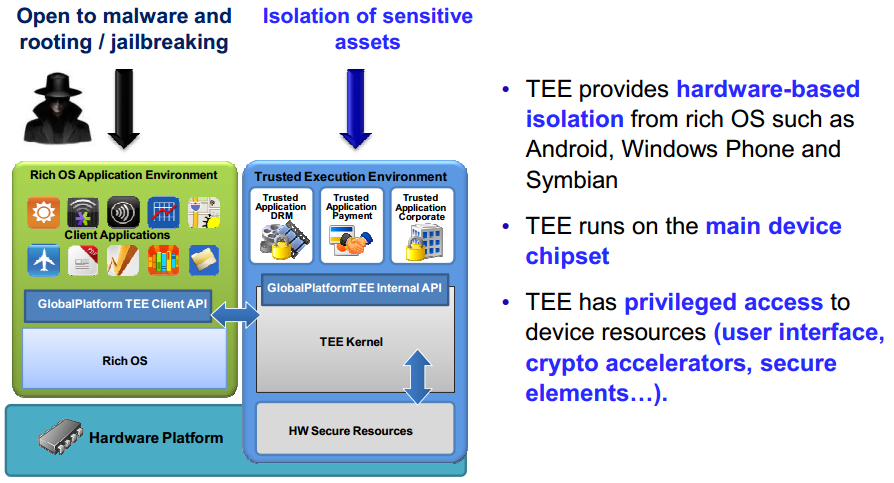 Open to malware and
rooting / jailbreaking
Isolation of sensitive
assets
Rich OS Application Environment
Client Applications
GlobalPlatform TEE Client API
Rich OS
Hardware Platform
Trusted Execution Environment
Trusted
Application
DRM
Trusted
Application
Payment
Trusted
Application
Corporate
GlobalPlatformTEE Internal API
TEE Kernel
HW Secure Resources
• TEE provides hardware-based
isolation from rich OS such as
Android, Windows Phone and
Symbian
• TEE runs on the main device
chipset
• TEE has privileged access to
device resources (user interface,
crypto accelerators, secure
elements…).